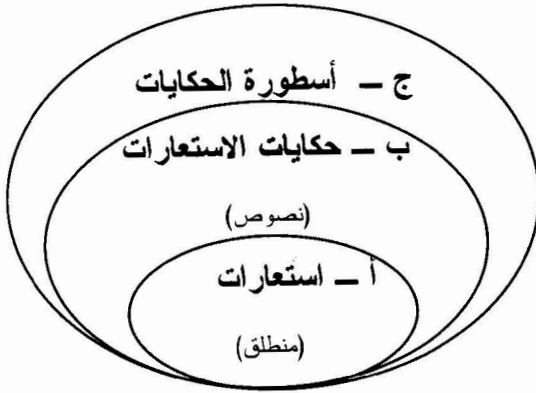 ج – أسطورة الحكايات
ب – حكايات الاستعارات
(نصوص)
أ – استعارات
(منطلق)